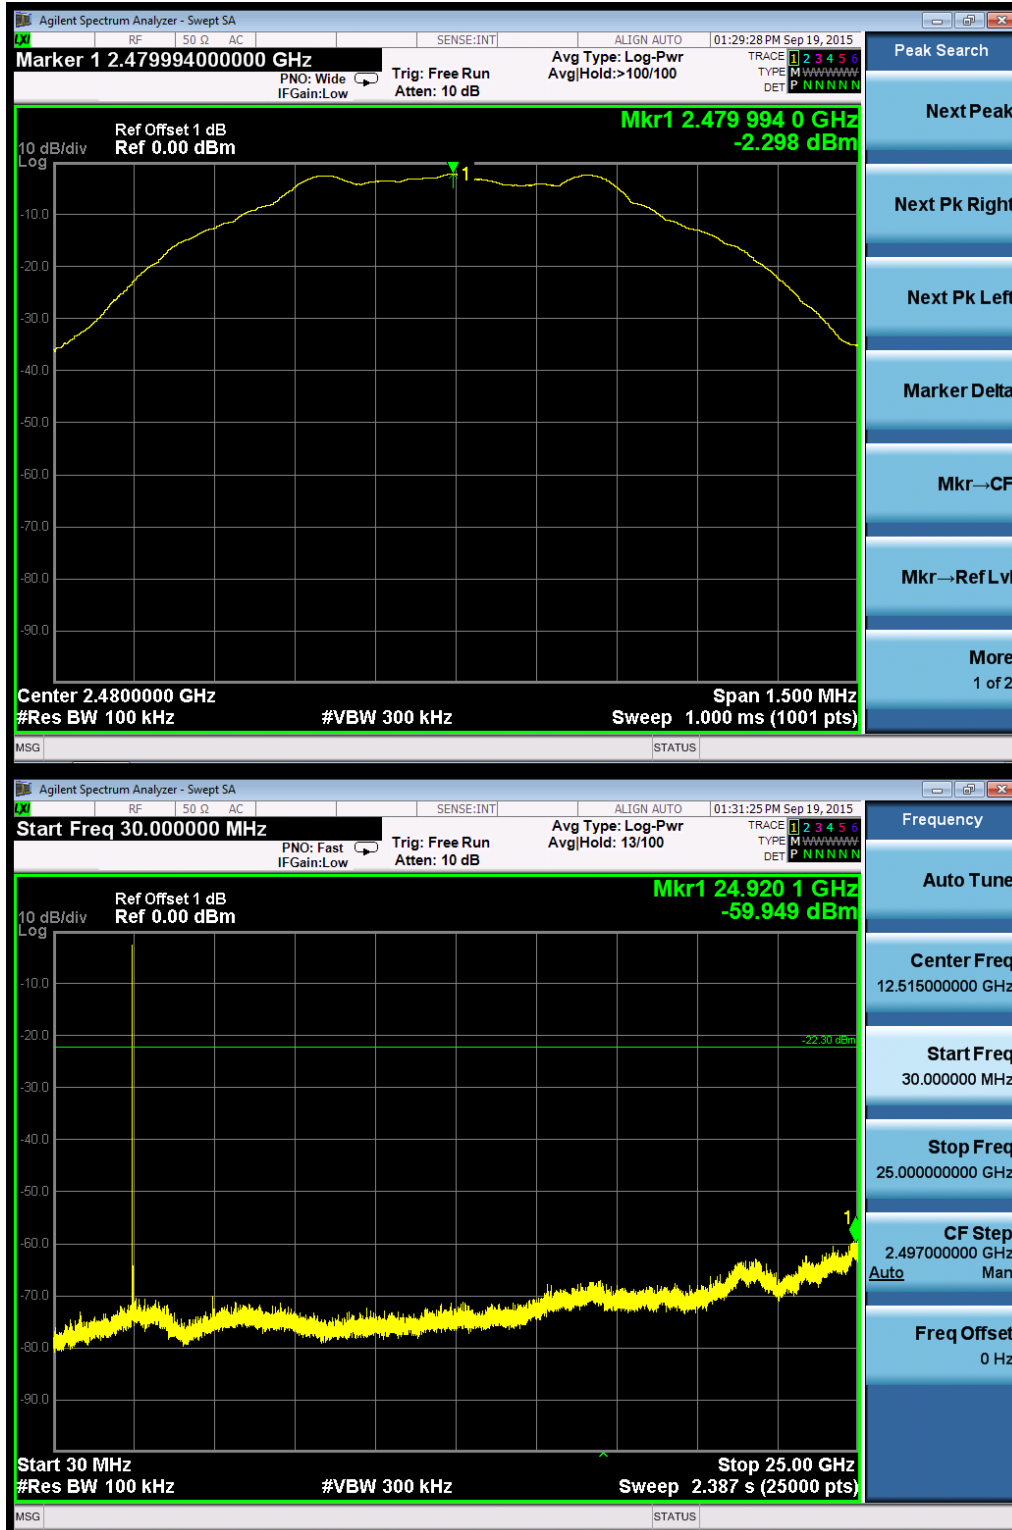 Agilent Spectrum Analyzer - Swept SA
LXI RF 50 Ω AC SENSE:INT ALIGN AUTO 01:29:28 PM Sep 19, 2015
Marker 1 2.479994000000 GHz
PNO: Wide
IFGain:Low
Trig: Free Run
Atten: 10 dB
Avg Type: Log-Pwr
Avg|Hold:>100/100
TRACE 1 2 3 4 5 6
TYPE M WWWWW
DET P N N N N N
Peak Search
Next Peak
Next Pk Right
Next Pk Left
Marker Delta
Mkr→CF
Mkr→Ref Lvl
More
1 of 2
Mkr1 2.479 994 0 GHz
-2.298 dBm
Ref Offset 1 dB
10 dB/div Ref 0.00 dBm
Log
1
-10.0
-20.0
-30.0
-40.0
-50.0
-60.0
-70.0
-80.0
-90.0
Center 2.4800000 GHz Span 1.500 MHz
#Res BW 100 kHz #VBW 300 kHz Sweep 1.000 ms (1001 pts)
MSG STATUS
Agilent Spectrum Analyzer - Swept SA
LXI RF 50 Ω AC SENSE:INT ALIGN AUTO 01:31:25 PM Sep 19, 2015
Start Freq 30.000000 MHz
PNO: Fast
IFGain:Low
Trig: Free Run
Atten: 10 dB
Avg Type: Log-Pwr
Avg|Hold: 13/100
TRACE 1 2 3 4 5 6
TYPE M WWWWW
DET P N N N N N
Frequency
Auto Tune
Center Freq
12.515000000 GHz
Start Freq
30.000000 MHz
Stop Freq
25.000000000 GHz
CF Step
2.497000000 GHz
Auto Man
Freq Offset
0 Hz
Mkr1 24.920 1 GHz
-59.949 dBm
Ref Offset 1 dB
10 dB/div Ref 0.00 dBm
Log
-10.0
-20.0
-22.30 dBm
-30.0
-40.0
-50.0
1
-60.0
-70.0
-80.0
-90.0
Start 30 MHz Stop 25.00 GHz
#Res BW 100 kHz #VBW 300 kHz Sweep 2.387 s (25000 pts)
MSG STATUS